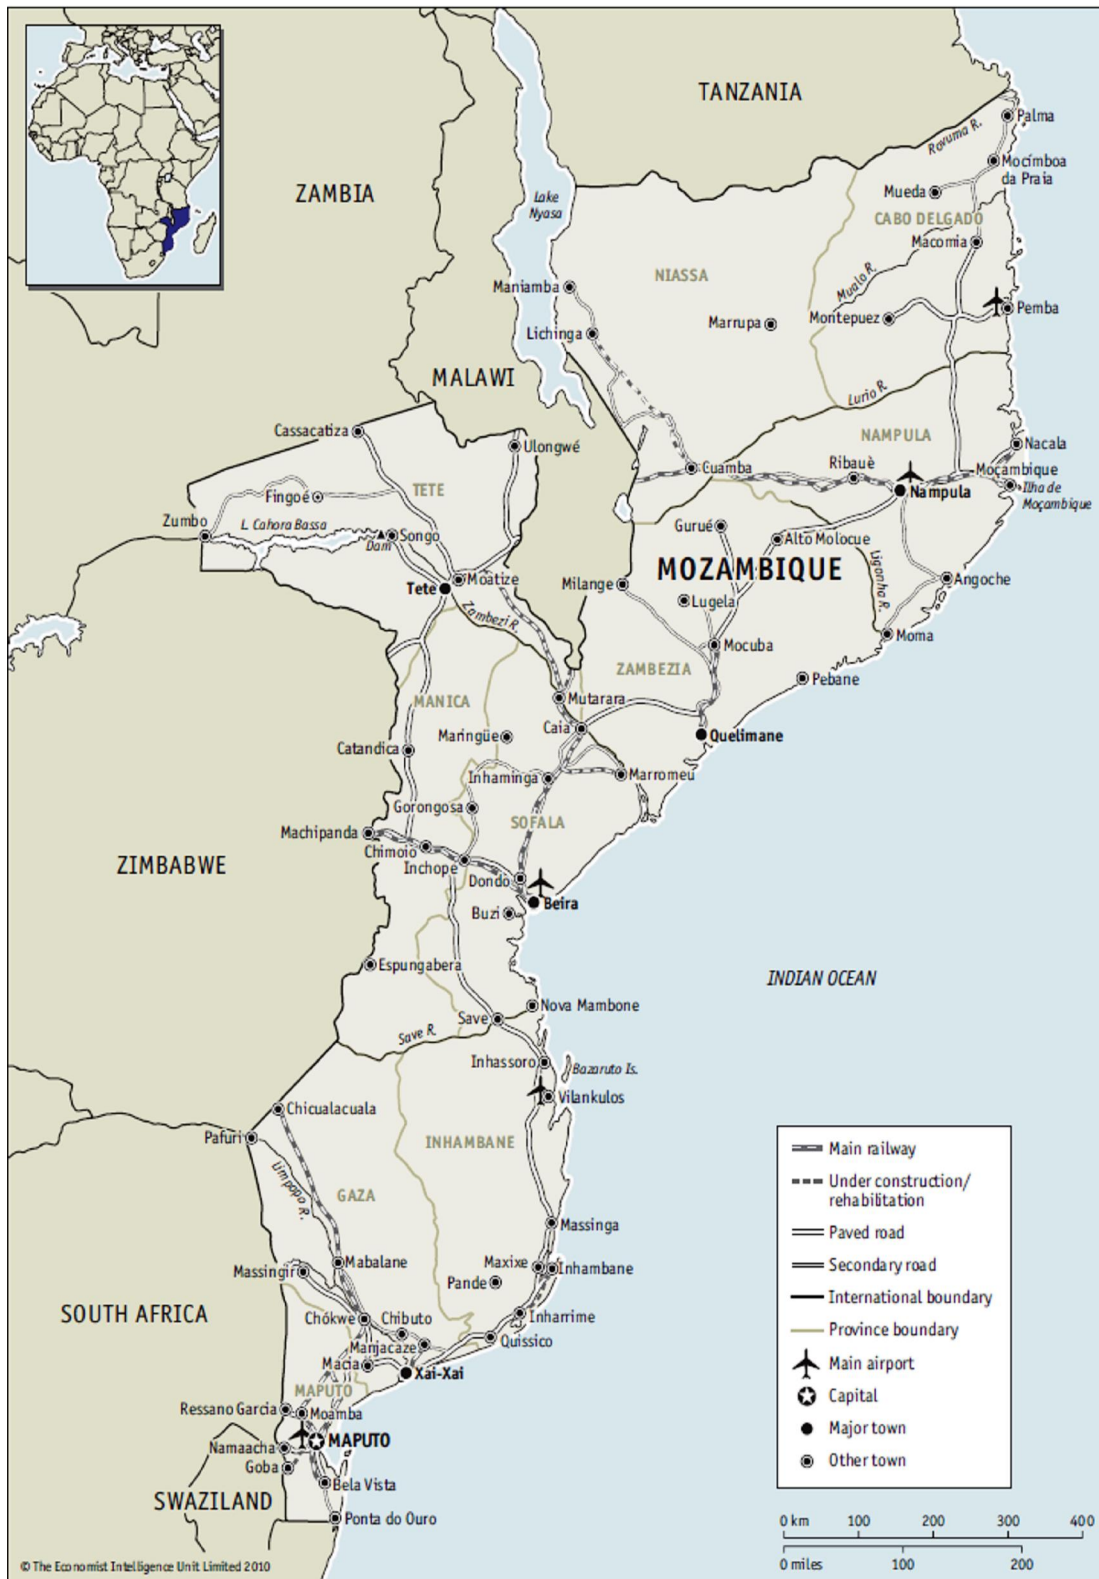 TANZANIA
Palma
Rovuma R.
Mocímboa
da Praia
ZAMBIA
Lake
Nyasa
Mueda
CABO DELGADO
Macomia
NIASSA
Mualo R.
Maniamba
Pemba
Montepuez
Marrupa
Lichinga
MALAWI
Lurio R.
Cassacatiza
NAMPULA
Nacala
Ulongwé
Cuamba
Ribauè
Moçambique
TETE
Nampula
Ilha de
Moçambique
Fingoé
Zumbo
L. Cahora Bassa
Gurué
Songo
Alto Molocue
Dam
MOZAMBIQUE
Ligonha R.
Moatize
Milange
Angoche
Tete
Lugela
Zambezi R.
Moma
Mocuba
ZAMBEZIA
Pebane
MANICA
Mutarara
Caia
Maringüe
Quelimane
Catandica
Inhaminga
Marromeu
Gorongosa
SOFALA
Machipanda
Chimoio
ZIMBABWE
Inchope
Dondo
Beira
Buzi
Espungabera
INDIAN OCEAN
Nova Mambone
Save
Save R.
Inhassoro
Bazaruto Is.
Vilankulos
Chicualacuala
Pafuri
INHAMBANE
Limpopo R.
GAZA
Massinga
Mabalane
Maxixe
Inhambane
Massingir
Pande
SOUTH AFRICA
Chókwe
Chibuto
Inharrime
Manjacaze
Quissico
Macia
Xai-Xai
MAPUTO
Ressano Garcia
Moamba
MAPUTO
Namaacha
Goba
Bela Vista
SWAZILAND
Ponta do Ouro
Main railway
Under construction/
rehabilitation
Paved road
Secondary road
International boundary
Province boundary
Main airport
Capital
Major town
Other town
0 km 100 200 300 400
0 miles 100 200
© The Economist Intelligence Unit Limited 2010